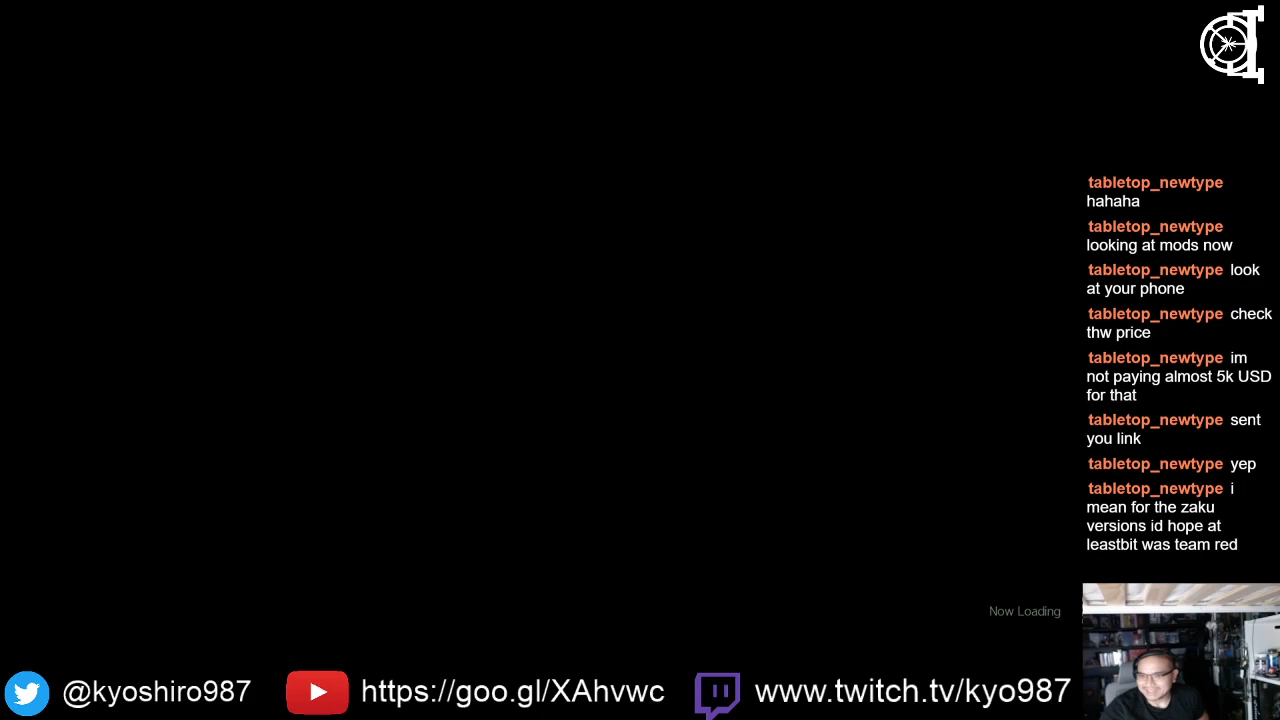 tabletop_newtype
hahaha
tabletop_newtype
looking at mods now
tabletop_newtype look
at your phone
tabletop_newtype check
thw price
tabletop_newtype im
not paying almost 5k USD
for that
tabletop_newtype sent
you link
tabletop_newtype yep
tabletop_newtype i
mean for the zaku
versions id hope at
leastbit was team red
Now Loading
@kyoshiro987
https://goo.gl/XAhvwc
www.twitch.tv/kyo987